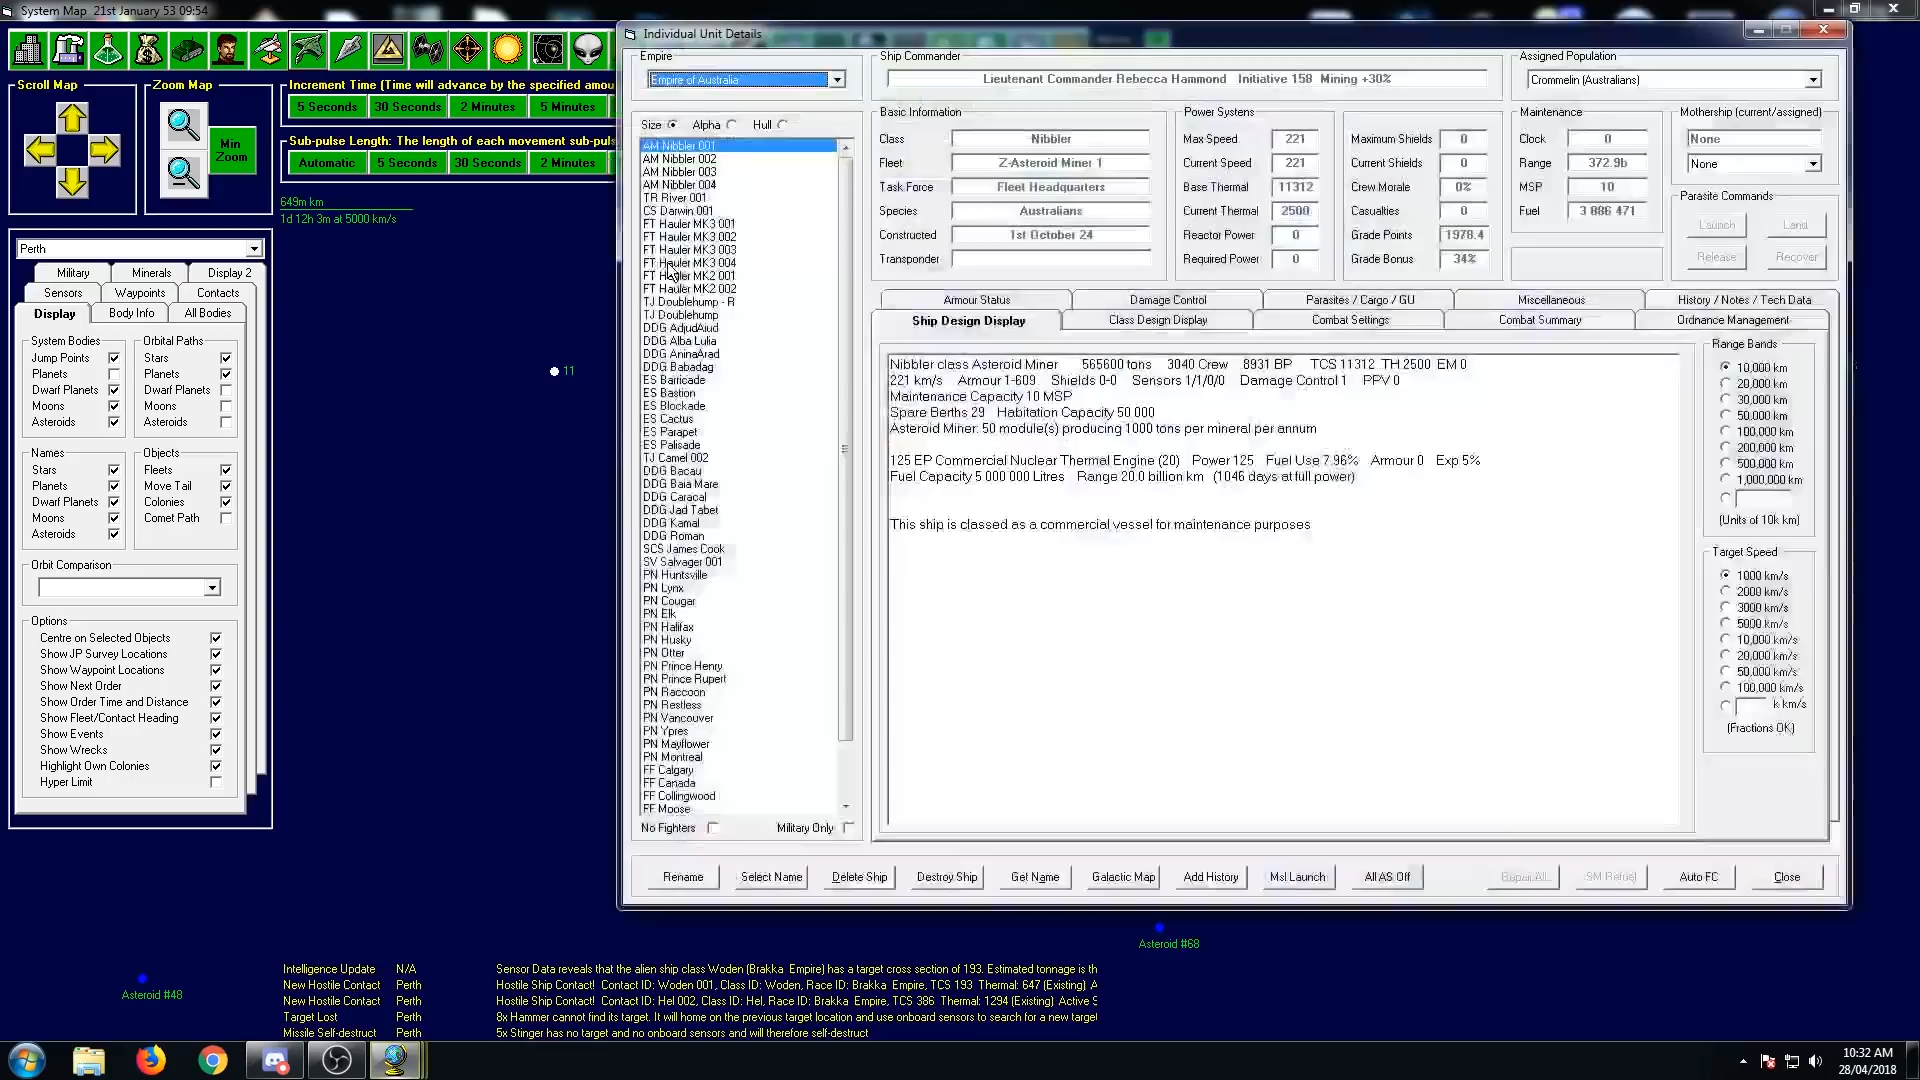 System Map 21st January 53 09:54
Scroll Map
Zoom Map
Min Zoom
Increment Time (Time will advance by the specified amou
5 Seconds 30 Seconds 2 Minutes 5 Minutes
Sub-pulse Length: The length of each movement sub-puls
Automatic 5 Seconds 30 Seconds 2 Minutes
649m km
1d 12h 3m at 5000 km/s
Perth
Military Minerals Display 2
Sensors Waypoints Contacts
Display Body Info All Bodies
System Bodies
Jump Points
Planets
Dwarf Planets
Moons
Asteroids
Orbital Paths
Stars
Planets
Dwarf Planets
Moons
Asteroids
Names
Stars
Planets
Dwarf Planets
Moons
Asteroids
Objects
Fleets
Move Tail
Colonies
Comet Path
Orbit Comparison
Options
Centre on Selected Objects
Show JP Survey Locations
Show Waypoint Locations
Show Next Order
Show Order Time and Distance
Show Fleet/Contact Heading
Show Events
Show Wrecks
Highlight Own Colonies
Hyper Limit
11
Asteroid #48
Asteroid #68
Individual Unit Details
Empire
Empire of Australia
Size Alpha Hull
AM Nibbler 001
AM Nibbler 002
AM Nibbler 003
AM Nibbler 004
TR River 001
CS Darwin 001
FT Hauler MK3 001
FT Hauler MK3 002
FT Hauler MK3 003
FT Hauler MK3 004
FT Hauler MK2 001
FT Hauler MK2 002
TJ Doublehump - R
TJ Doublehump
DDG AdjudAiud
DDG Alba Lulia
DDG AninaArad
DDG Babadag
ES Barricade
ES Bastion
ES Blockade
ES Cactus
ES Parapet
ES Palisade
TJ Camel 002
DDG Bacau
DDG Baia Mare
DDG Caracal
DDG Jad Tabet
DDG Kamal
DDG Roman
SCS James Cook
SV Salvager 001
PN Huntsville
PN Lynx
PN Cougar
PN Elk
PN Halifax
PN Husky
PN Otter
PN Prince Henry
PN Prince Rupert
PN Raccoon
PN Restless
PN Vancouver
PN Ypres
PN Mayflower
PN Montreal
FF Calgary
FF Canada
FF Collingwood
FF Moose
No Fighters Military Only
Ship Commander
Lieutenant Commander Rebecca Hammond Initiative 158 Mining +30%
Assigned Population
Crommelin (Australians)
Basic Information
Class Nibbler
Fleet Z-Asteroid Miner 1
Task Force Fleet Headquarters
Species Australians
Constructed 1st October 24
Transponder
Power Systems
Max Speed 221
Current Speed 221
Base Thermal 11312
Current Thermal 2500
Reactor Power 0
Required Power 0
Maximum Shields 0
Current Shields 0
Crew Morale 0%
Casualties 0
Grade Points 1978.4
Grade Bonus 34%
Maintenance
Clock 0
Range 372.9b
MSP 10
Fuel 3 886 471
Mothership (current/assigned)
None
None
Parasite Commands
Launch Land
Release Recover
Armour Status Damage Control Parasites / Cargo / GU Miscellaneous History / Notes / Tech Data
Ship Design Display Class Design Display Combat Settings Combat Summary Ordnance Management
Nibbler class Asteroid Miner 565600 tons 3040 Crew 8931 BP TCS 11312 TH 2500 EM 0
221 km/s Armour 1-609 Shields 0-0 Sensors 1/1/0/0 Damage Control 1 PPV 0
Maintenance Capacity 10 MSP
Spare Berths 29 Habitation Capacity 50 000
Asteroid Miner: 50 module(s) producing 1000 tons per mineral per annum
125 EP Commercial Nuclear Thermal Engine (20) Power 125 Fuel Use 7.96% Armour 0 Exp 5%
Fuel Capacity 5 000 000 Litres Range 20.0 billion km (1046 days at full power)
This ship is classed as a commercial vessel for maintenance purposes
Range Bands
10,000 km
20,000 km
30,000 km
50,000 km
100,000 km
200,000 km
500,000 km
1,000,000 km
(Units of 10k km)
Target Speed
1000 km/s
2000 km/s
3000 km/s
5000 km/s
10,000 km/s
20,000 km/s
50,000 km/s
100,000 km/s
k km/s
(Fractions OK)
Rename Select Name Delete Ship Destroy Ship Get Name Galactic Map Add History Msl Launch All AS Off Repair All SM Refuel Auto FC Close
Intelligence Update N/A Sensor Data reveals that the alien ship class Woden (Brakka Empire) has a target cross section of 193. Estimated tonnage is th
New Hostile Contact Perth Hostile Ship Contact! Contact ID: Woden 001, Class ID: Woden, Race ID: Brakka Empire, TCS 193 Thermal: 647 (Existing) A
New Hostile Contact Perth Hostile Ship Contact! Contact ID: Hel 002, Class ID: Hel, Race ID: Brakka Empire, TCS 386 Thermal: 1294 (Existing) Active S
Target Lost Perth 8x Hammer cannot find its target. It will home on the previous target location and use onboard sensors to search for a new target
Missile Self-destruct Perth 5x Stinger has no target and no onboard sensors and will therefore self-destruct
10:32 AM
28/04/2018